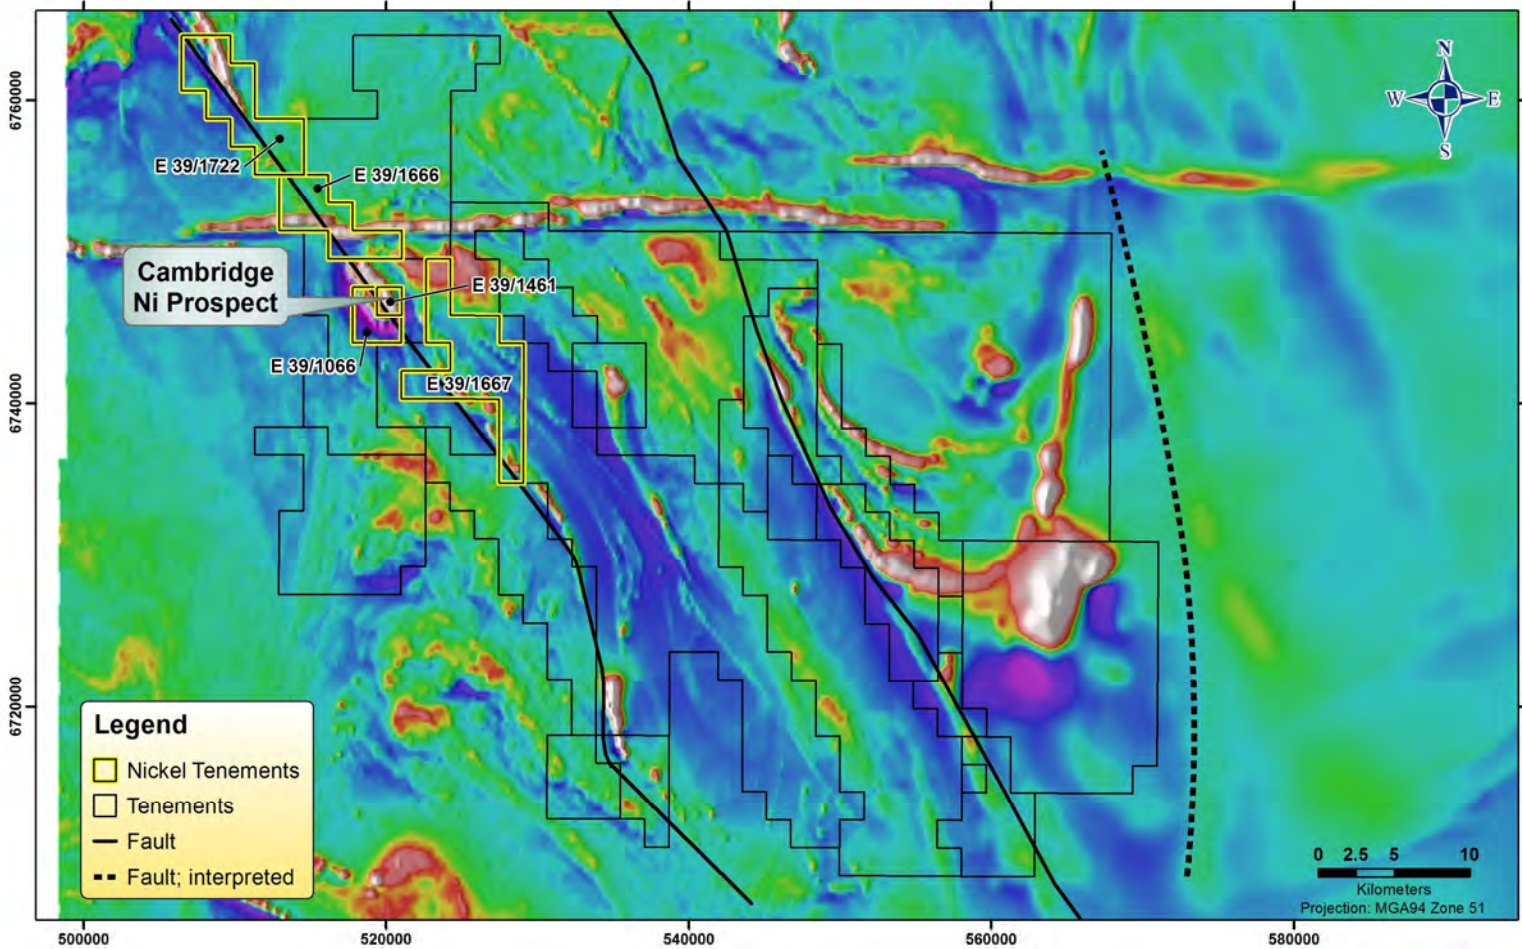 N
W
E
S
6760000
E 39/1722
E 39/1666
Cambridge
Ni Prospect
E 39/1461
E 39/1066
E 39/1667
6740000
6720000
Legend
Nickel Tenements
Tenements
Fault
Fault; interpreted
0 2.5 5 10
Kilometers
Projection: MGA94 Zone 51
500000 520000 540000 560000 580000